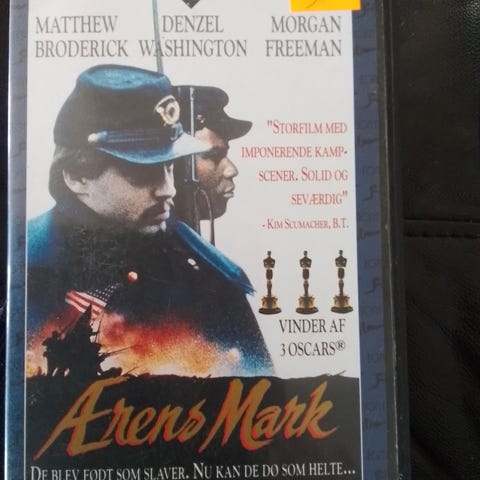 MATTHEW BRODERICK
DENZEL WASHINGTON
MORGAN FREEMAN
"STORFILM MED
IMPONERENDE KAMP-
SCENER. SOLID OG
SEVÆRDIG"
- KIM SCUMACHER, B.T.
VINDER AF
3 OSCARS®
ÆRENS MARK
DE BLEV FØDT SOM SLAVER. NU KAN DE DØ SOM HELTE...